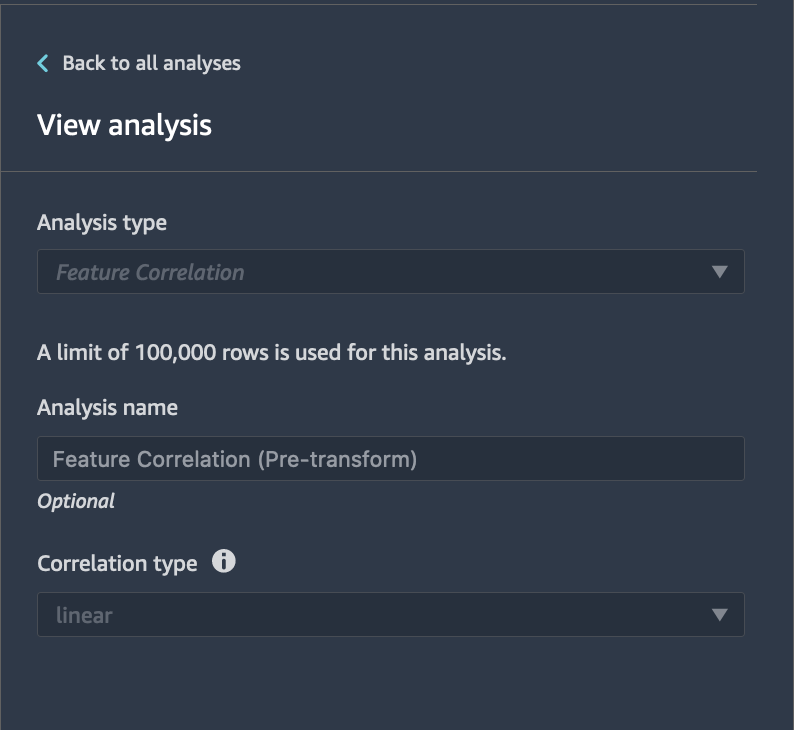 Back to all analyses
View analysis
Analysis type
Feature Correlation
A limit of 100,000 rows is used for this analysis.
Analysis name
Feature Correlation (Pre-transform)
Optional
Correlation type
linear